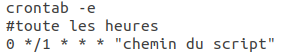 crontab -e
#toute les heures
0 */1 * * * "chemin du script"